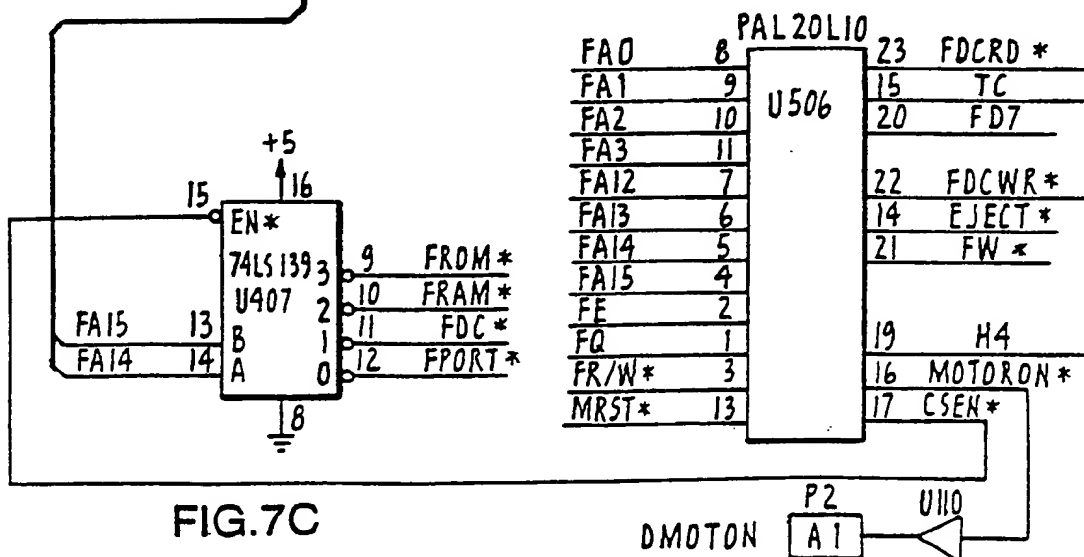 PAL20L10
U506
FA0 8
FA1 9
FA2 10
FA3 11
FA12 7
FA13 6
FA14 5
FA15 4
FE 2
FQ 1
FR/W* 3
MRST* 13
23 FDCRD *
15 TC
20 FD7
22 FDCWR*
14 EJECT *
21 FW *
19 H4
16 MOTORON*
17 CSEN*
+5
15 16
EN*
74LS139
U407
3 9 FROM*
2 10 FRAM*
1 11 FDC*
0 12 FPORT*
FA15 13 B
FA14 14 A
8
FIG.7C
P2 U110
DMOTON A1